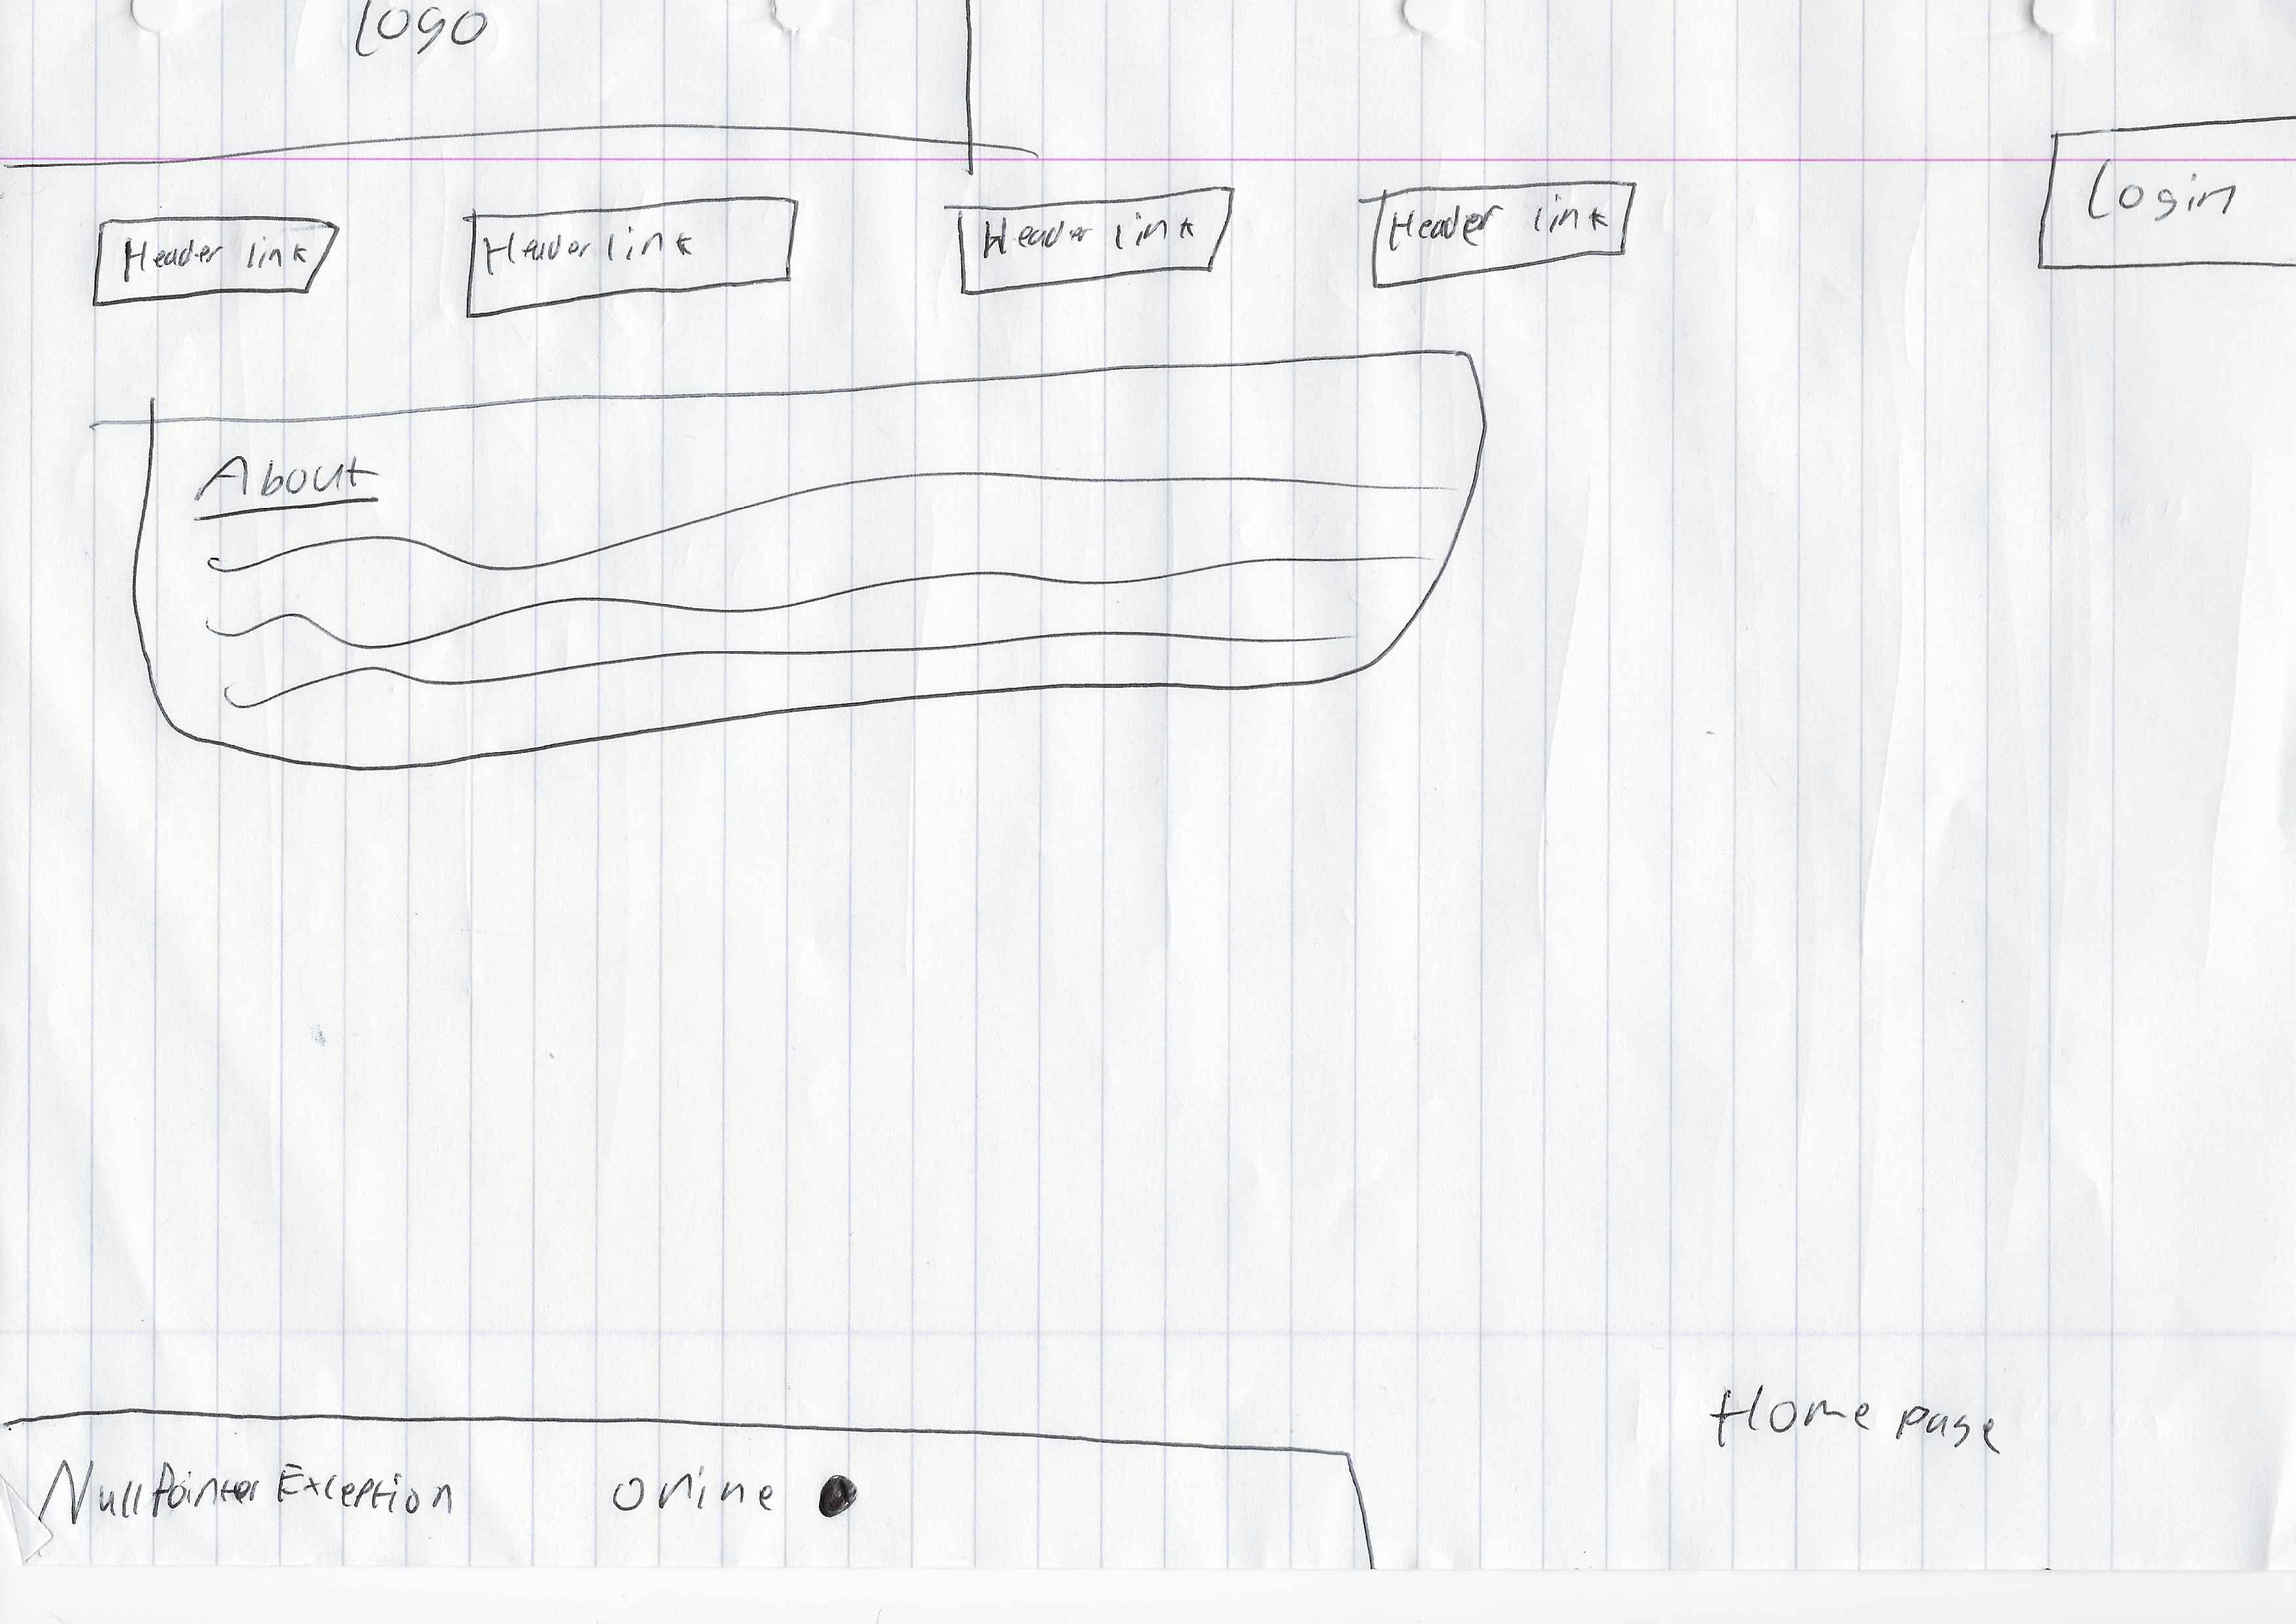 Logo
Login
Header link Header link Header link Header link
About
NullPointerException online
Home page